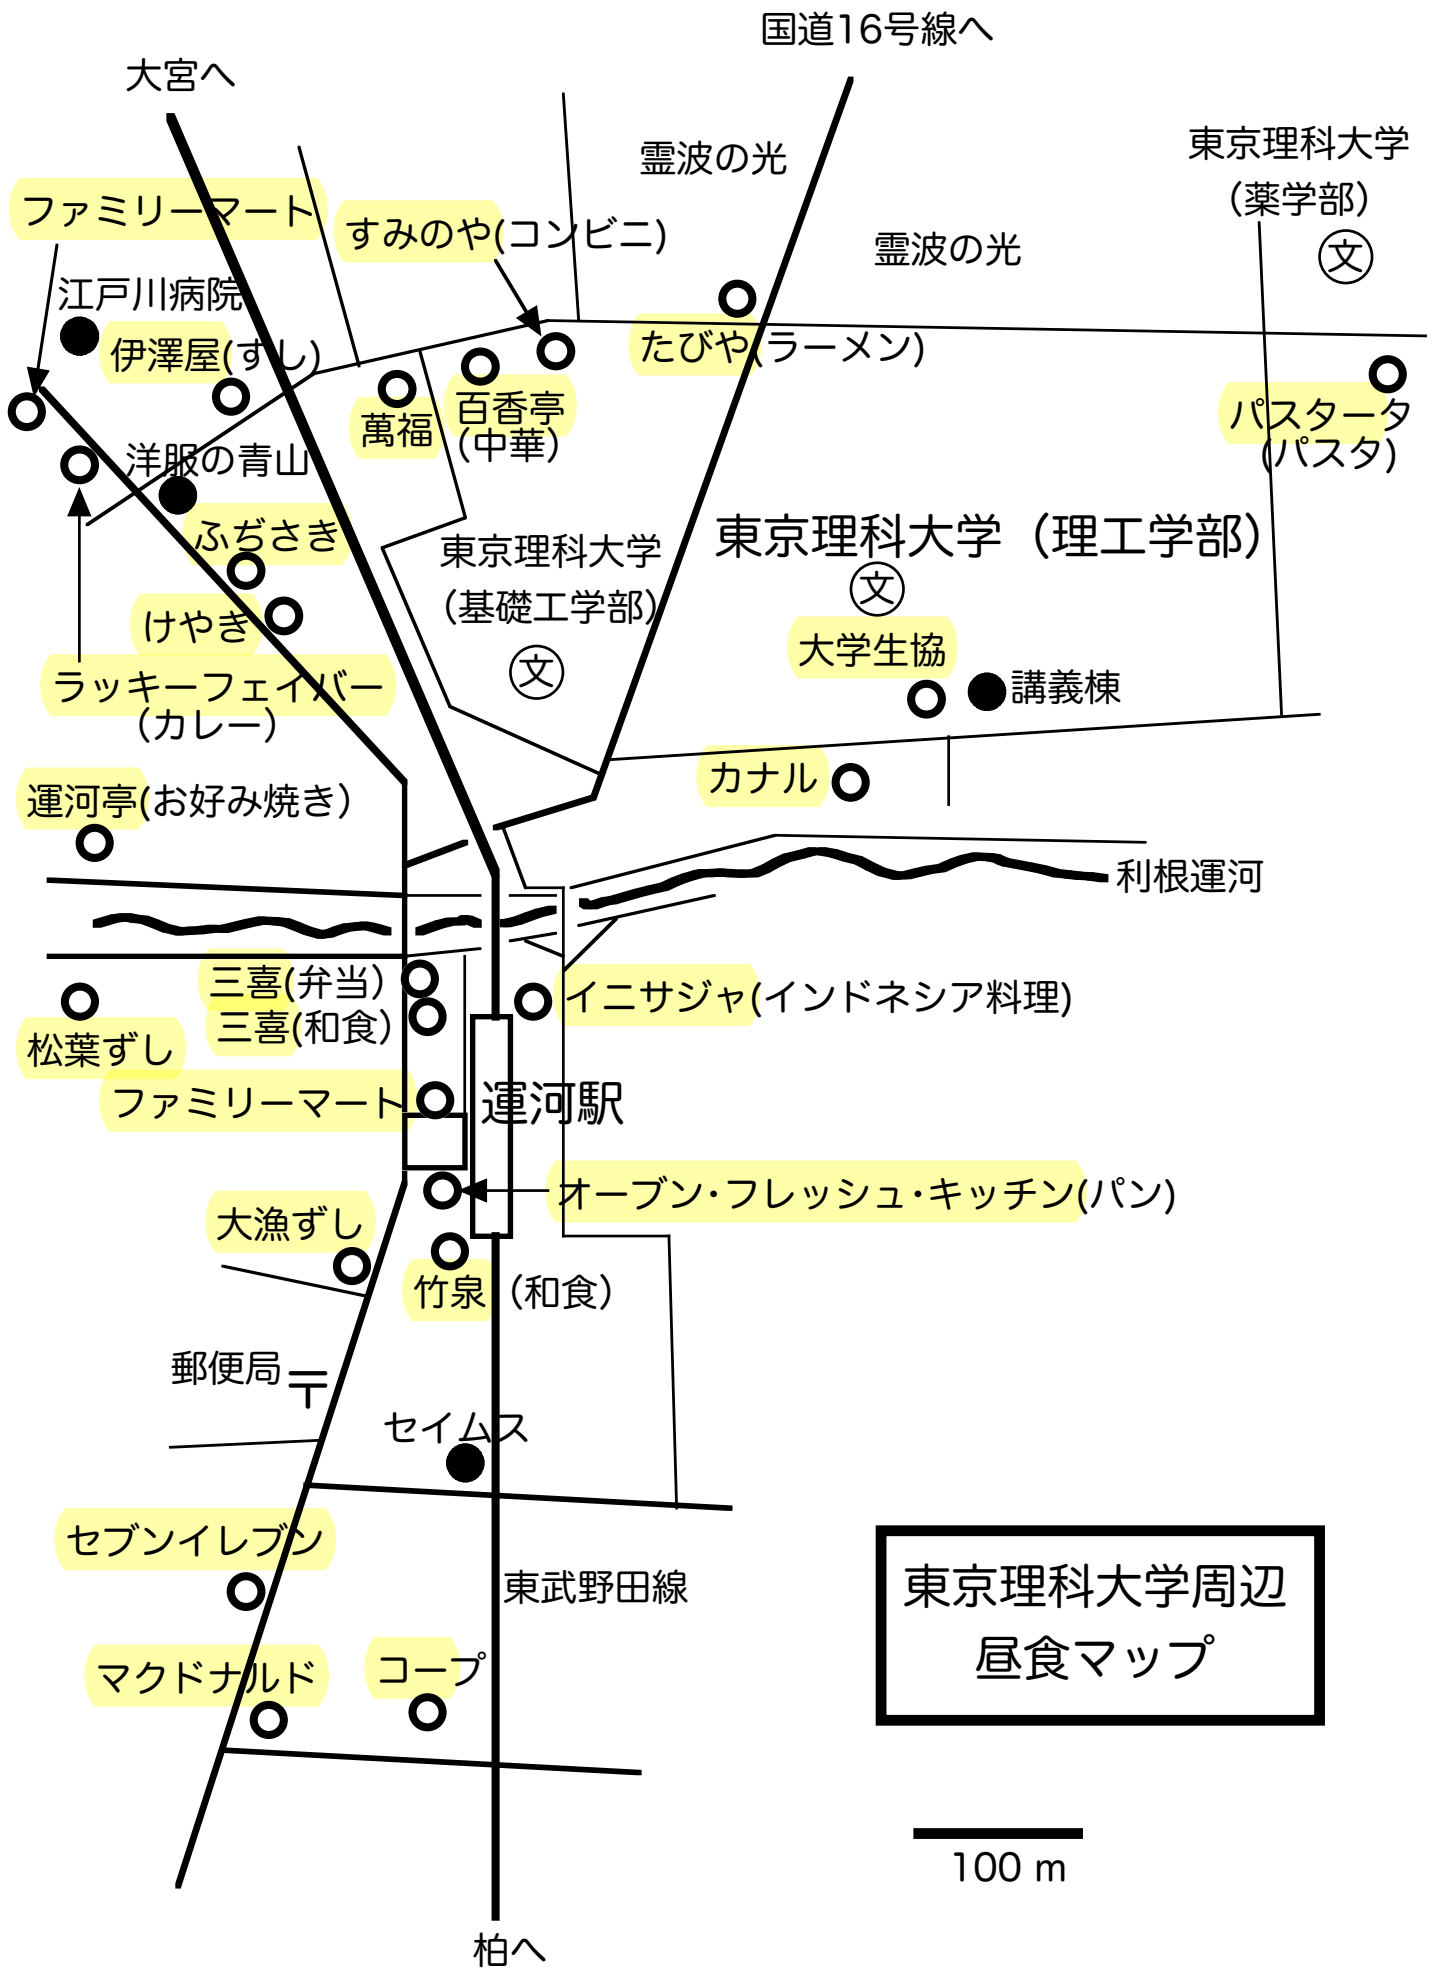 国道16号線へ
大宮へ
東京理科大学
（薬学部）
文
霊波の光
霊波の光
ファミリーマート
すみのや(コンビニ)
江戸川病院
伊澤屋(すし)
たびや(ラーメン)
百香亭
（中華）
萬福
パスタータ
(パスタ)
洋服の青山
ふぢさき
東京理科大学（理工学部）
文
東京理科大学
（基礎工学部）
文
けやき
大学生協
講義棟
ラッキーフェイバー
（カレー）
カナル
運河亭(お好み焼き）
利根運河
三喜(弁当）
三喜(和食）
イニサジャ(インドネシア料理)
松葉ずし
ファミリーマート
運河駅
オーブン・フレッシュ・キッチン(パン)
大漁ずし
竹泉（和食）
郵便局〒
セイムス
セブンイレブン
東武野田線
マクドナルド
コープ
東京理科大学周辺
昼食マップ
100 m
柏へ